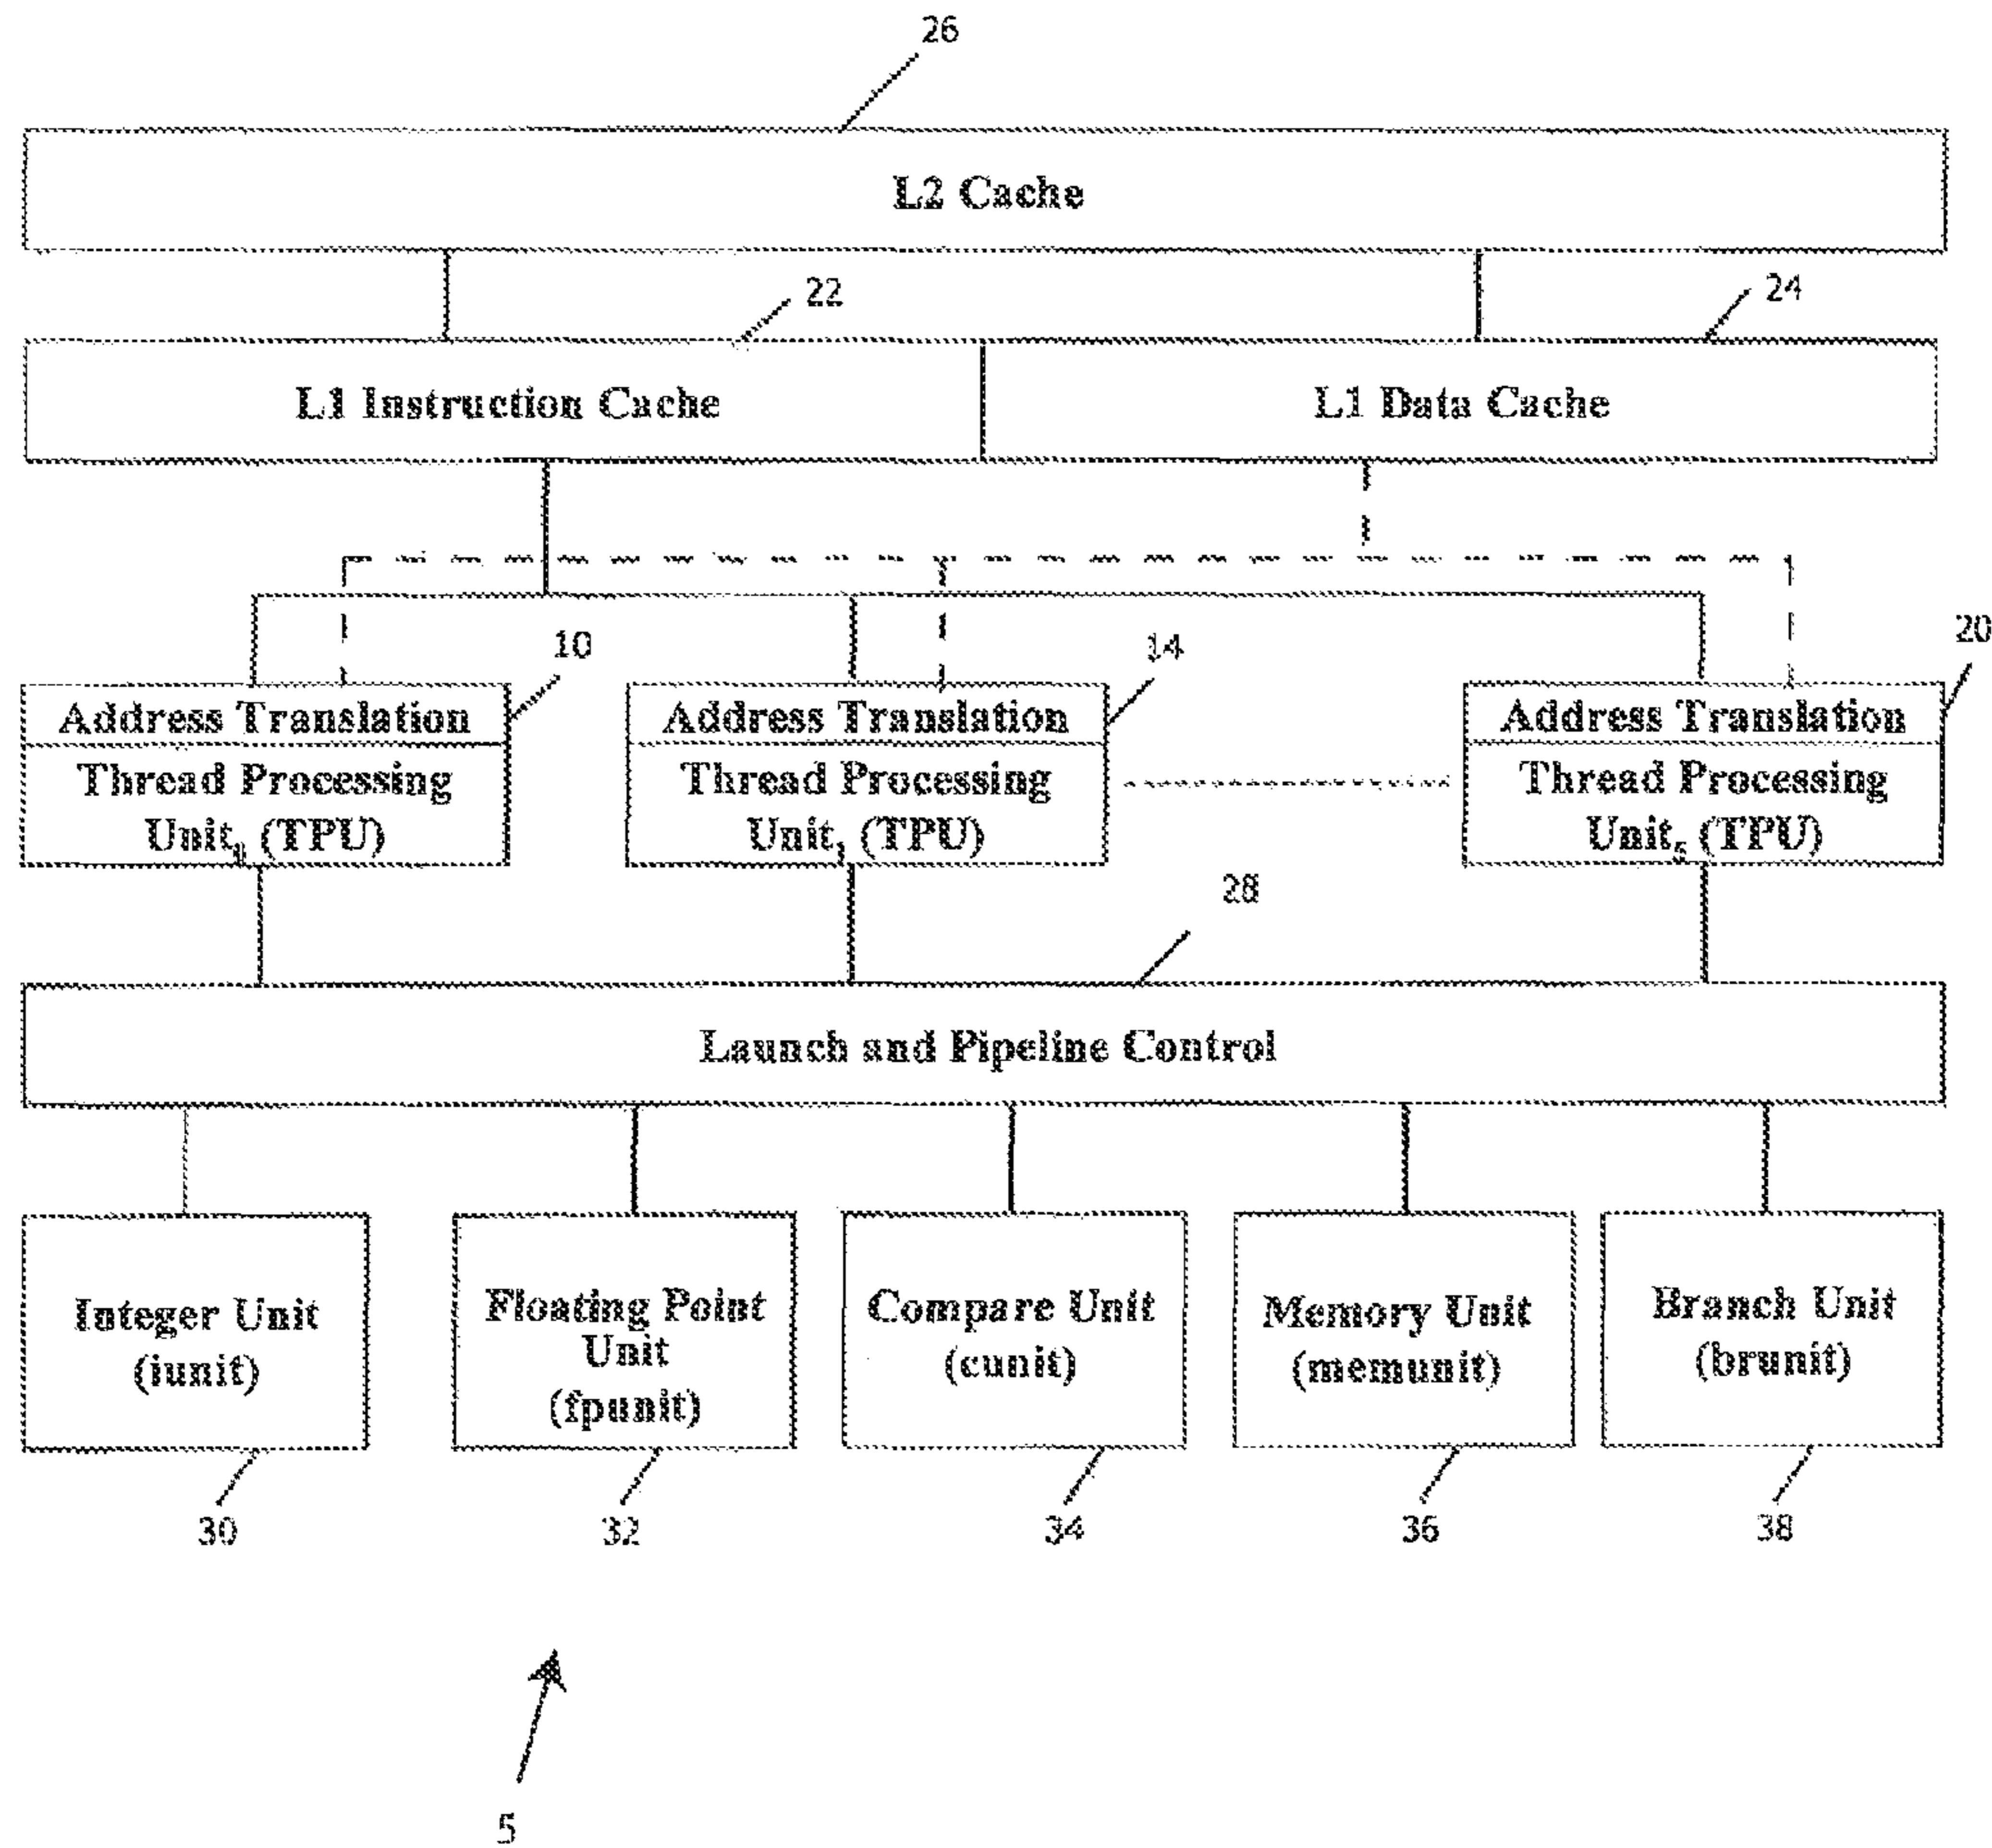 26
L2 Cache
22
24
L1 Instruction Cache
L1 Data Cache
10
14
20
Address Translation
Thread Processing
Unit (TPU)
Address Translation
Thread Processing
Unit (TPU)
Address Translation
Thread Processing
Unit5 (TPU)
28
Launch and Pipeline Control
Integer Unit
(iunit)
Floating Point
Unit
(fpunit)
Compare Unit
(cunit)
Memory Unit
(memunit)
Branch Unit
(brunit)
30
32
34
36
38
5